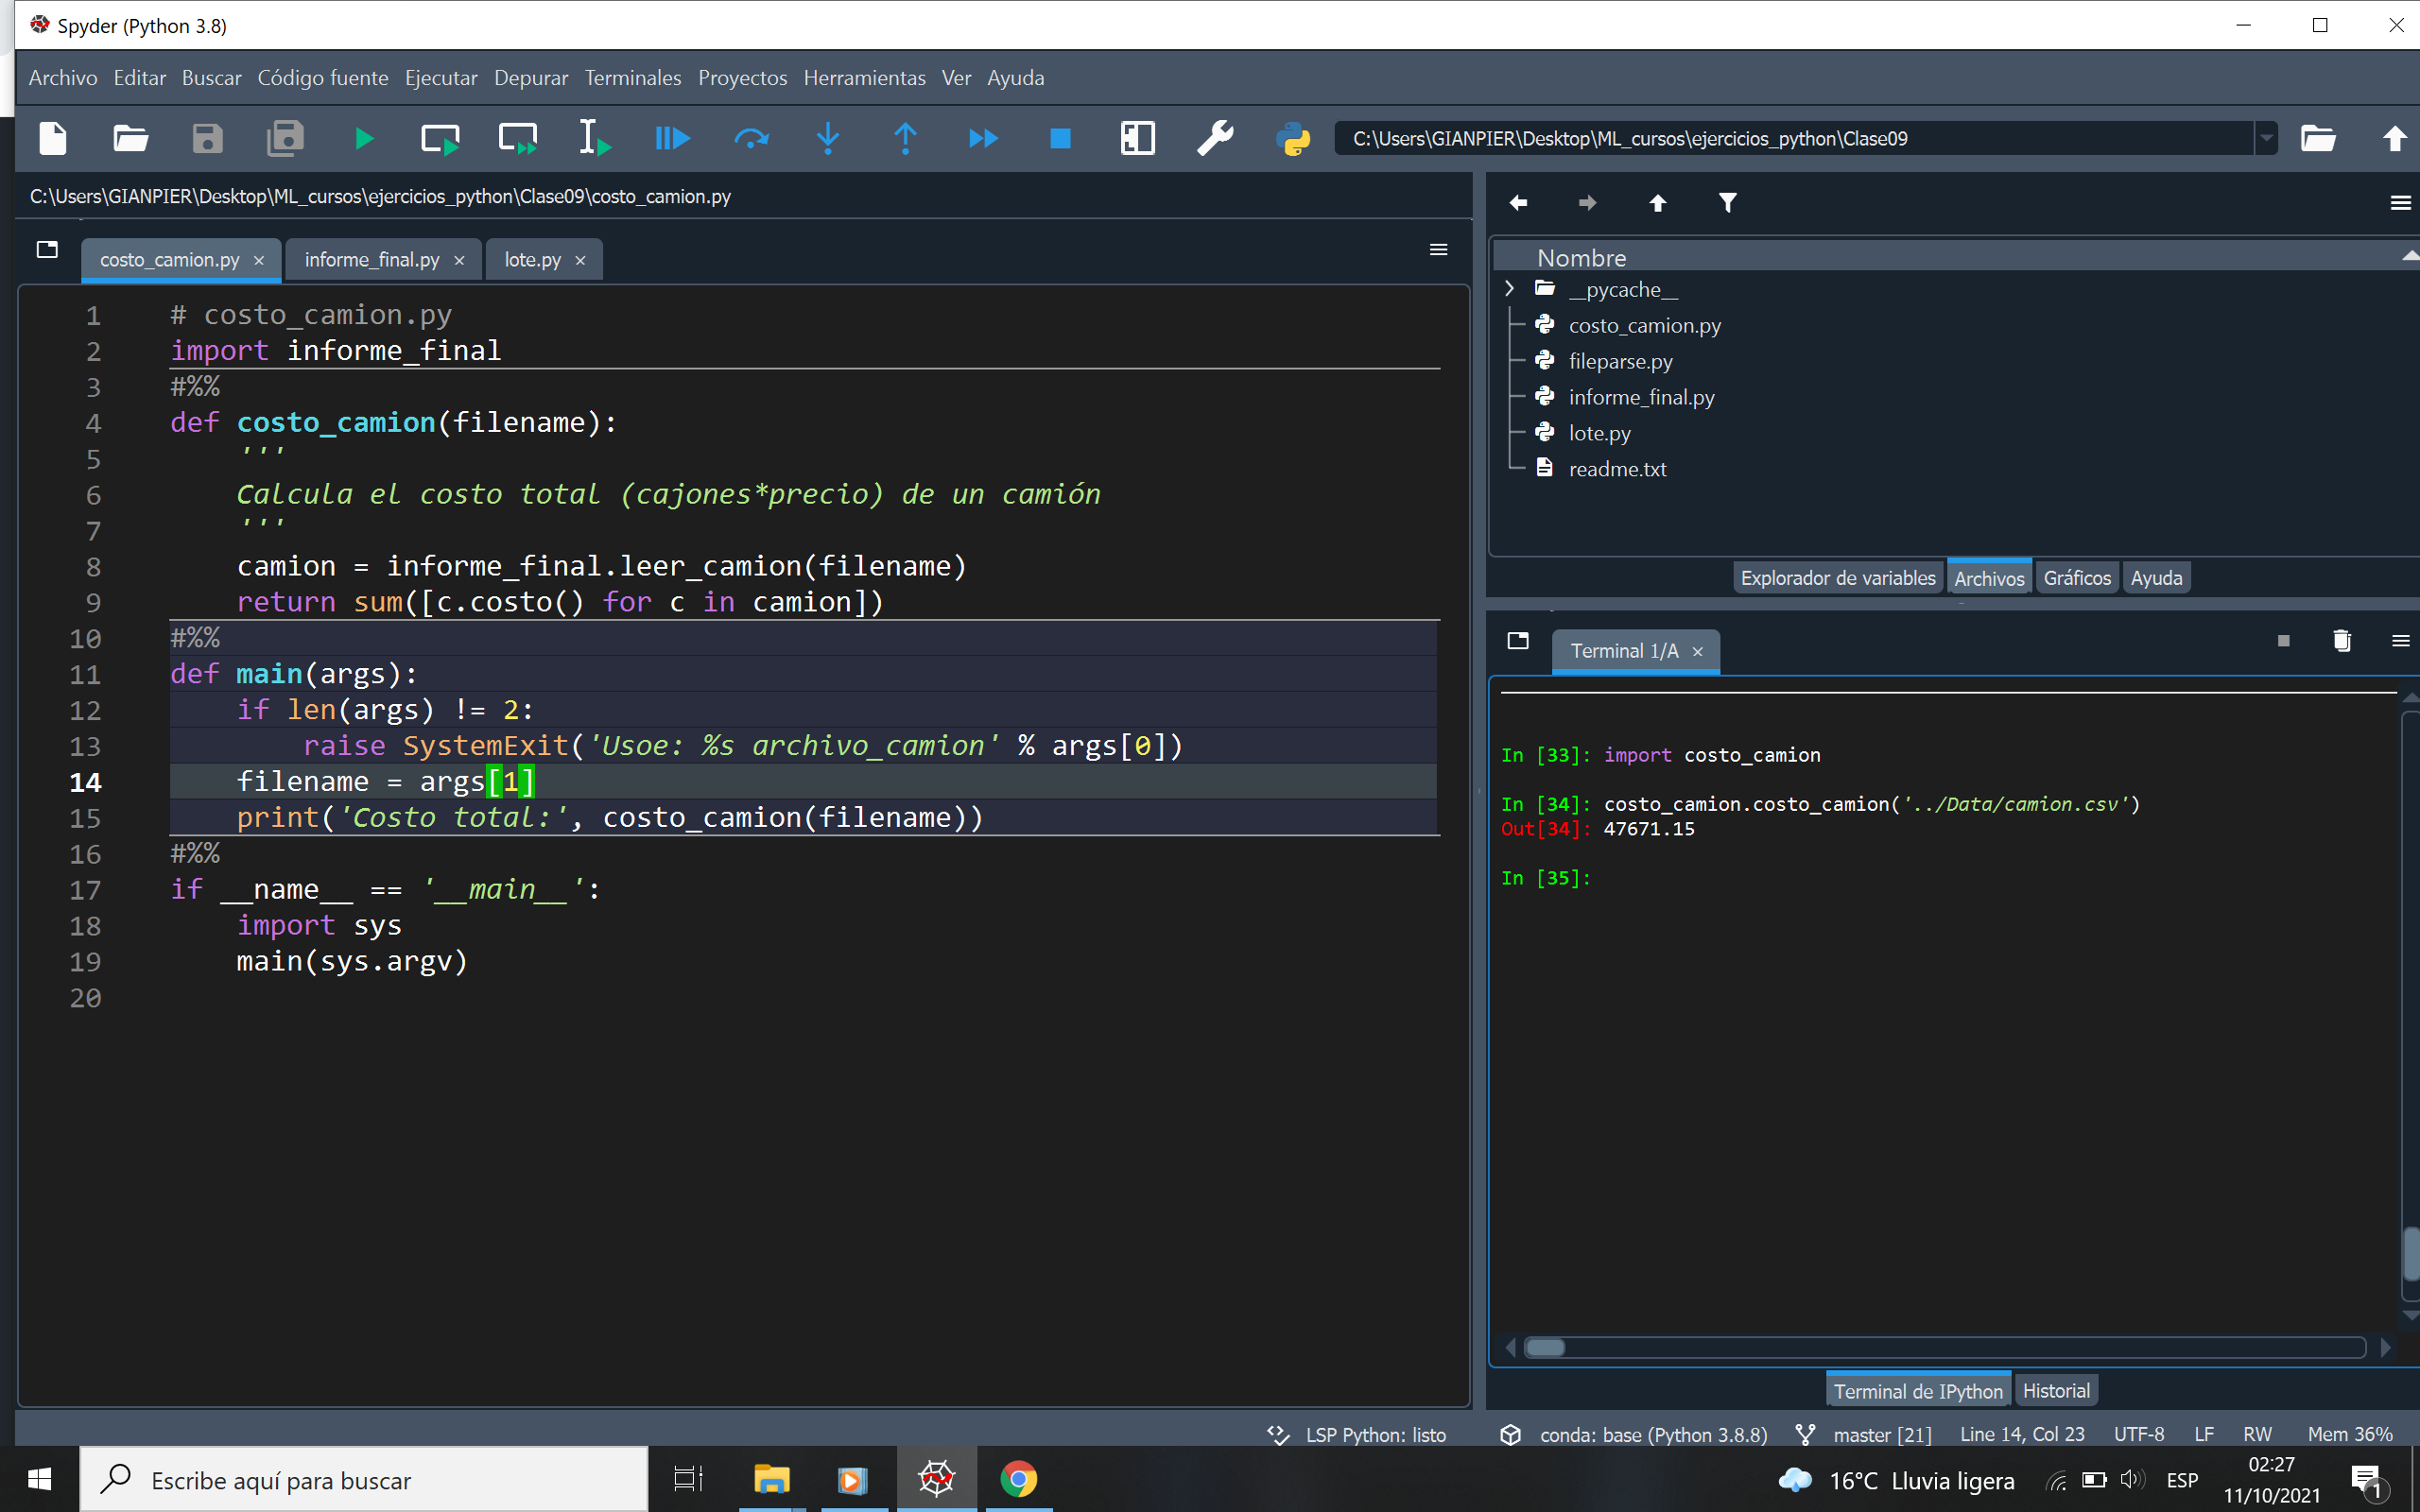 Spyder (Python 3.8)
Archivo Editar Buscar Código fuente Ejecutar Depurar Terminales Proyectos Herramientas Ver Ayuda
C:\Users\GIANPIER\Desktop\ML_cursos\ejercicios_python\Clase09
C:\Users\GIANPIER\Desktop\ML_cursos\ejercicios_python\Clase09\costo_camion.py
costo_camion.py informe_final.py lote.py
1 # costo_camion.py
2 import informe_final
3 #%%
4 def costo_camion(filename):
5 '''
6 Calcula el costo total (cajones*precio) de un camión
7 '''
8 camion = informe_final.leer_camion(filename)
9 return sum([c.costo() for c in camion])
10 #%%
11 def main(args):
12 if len(args) != 2:
13 raise SystemExit('Usoe: %s archivo_camion' % args[0])
14 filename = args[1]
15 print('Costo total:', costo_camion(filename))
16 #%%
17 if __name__ == '__main__':
18 import sys
19 main(sys.argv)
20
Nombre
__pycache__
costo_camion.py
fileparse.py
informe_final.py
lote.py
readme.txt
Explorador de variables Archivos Gráficos Ayuda
Terminal 1/A
In [33]: import costo_camion
In [34]: costo_camion.costo_camion('../Data/camion.csv')
Out[34]: 47671.15
In [35]:
Terminal de IPython Historial
LSP Python: listo conda: base (Python 3.8.8) master [21] Line 14, Col 23 UTF-8 LF RW Mem 36%
Escribe aquí para buscar
16°C Lluvia ligera ESP
02:27
11/10/2021
1